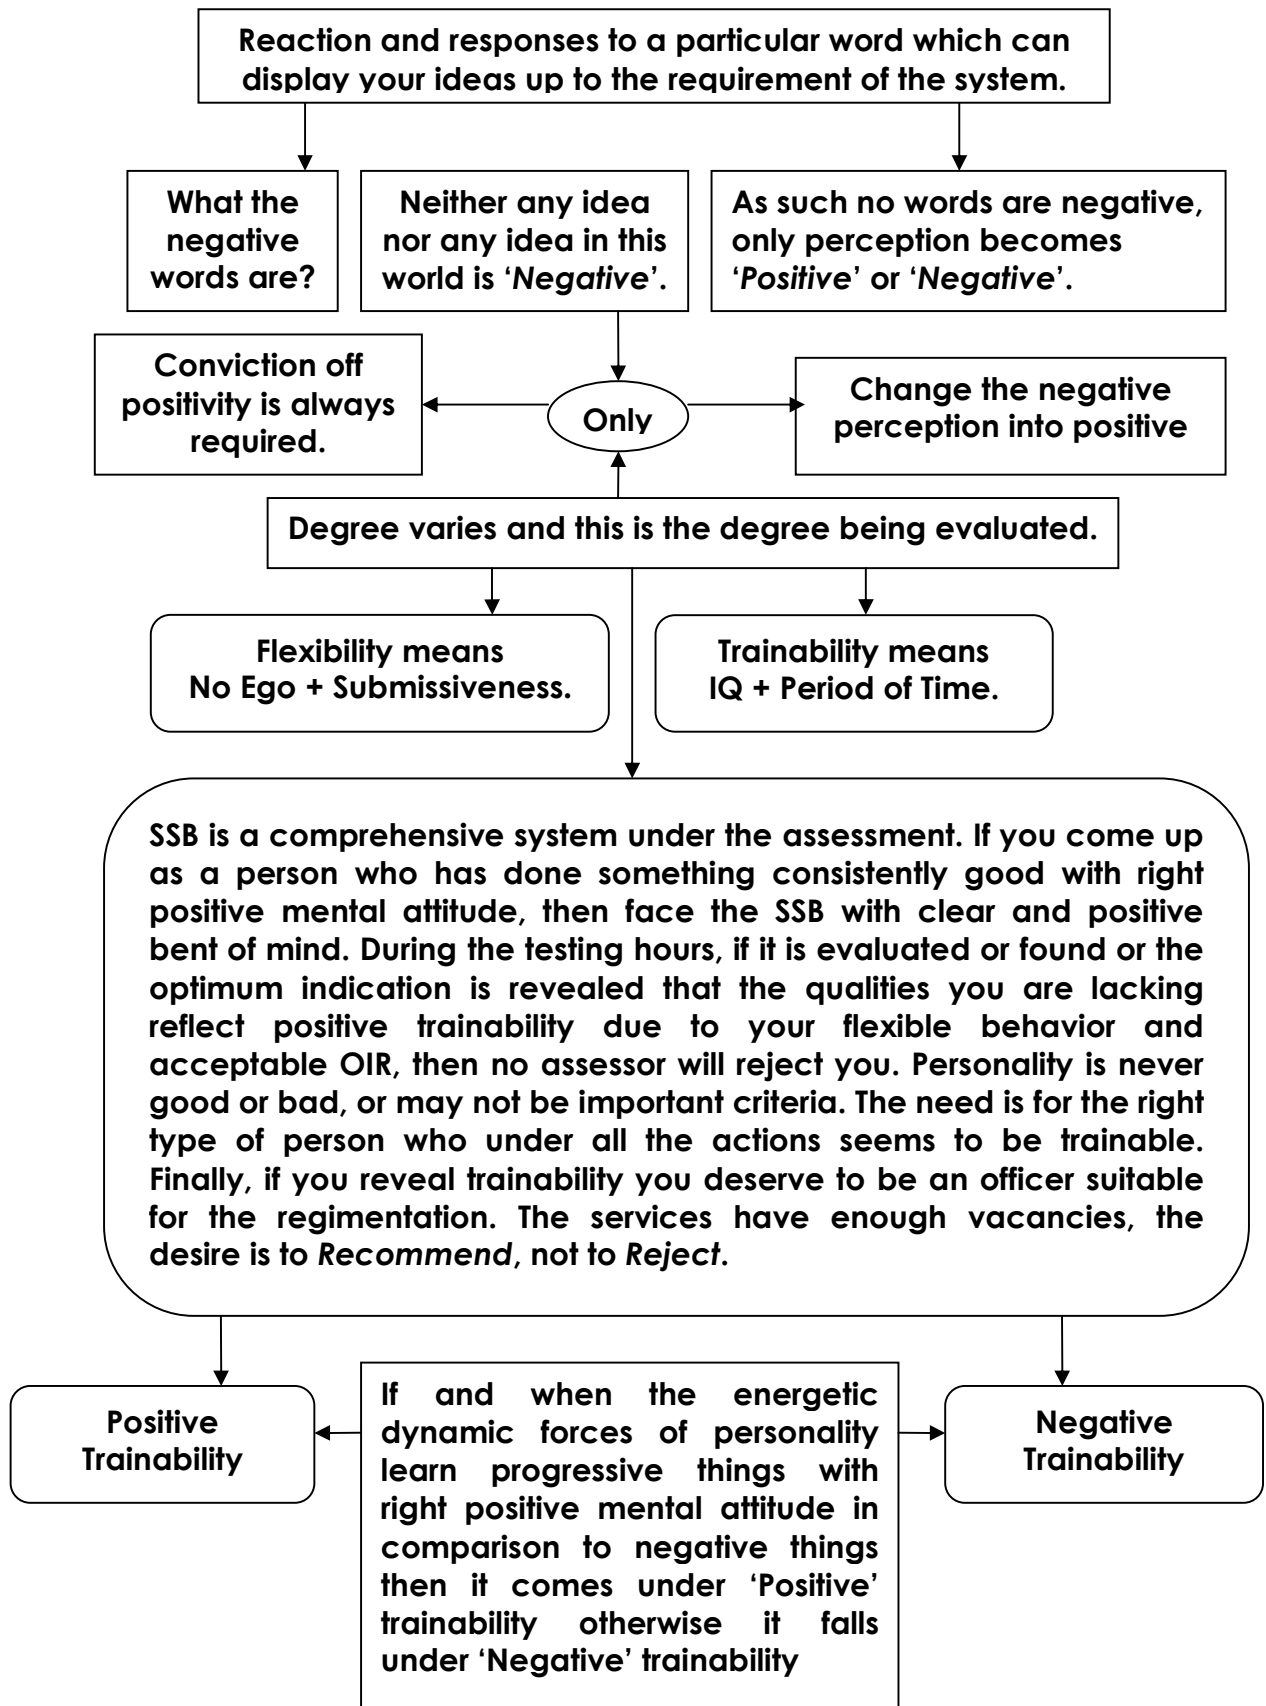 Reaction and responses to a particular word which can
display your ideas up to the requirement of the system.
What the
negative
words are?
Neither any idea
nor any idea in this
world is ‘Negative’.
As such no words are negative,
only perception becomes
‘Positive’ or ‘Negative’.
Conviction off
positivity is always
required.
Only
Change the negative
perception into positive
Degree varies and this is the degree being evaluated.
Flexibility means
No Ego + Submissiveness.
Trainability means
IQ + Period of Time.
SSB is a comprehensive system under the assessment. If you come up
as a person who has done something consistently good with right
positive mental attitude, then face the SSB with clear and positive
bent of mind. During the testing hours, if it is evaluated or found or the
optimum indication is revealed that the qualities you are lacking
reflect positive trainability due to your flexible behavior and
acceptable OIR, then no assessor will reject you. Personality is never
good or bad, or may not be important criteria. The need is for the right
type of person who under all the actions seems to be trainable.
Finally, if you reveal trainability you deserve to be an officer suitable
for the regimentation. The services have enough vacancies, the
desire is to Recommend, not to Reject.
Positive
Trainability
If and when the energetic
dynamic forces of personality
learn progressive things with
right positive mental attitude in
comparison to negative things
then it comes under ‘Positive’
trainability otherwise it falls
under ‘Negative’ trainability
Negative
Trainability